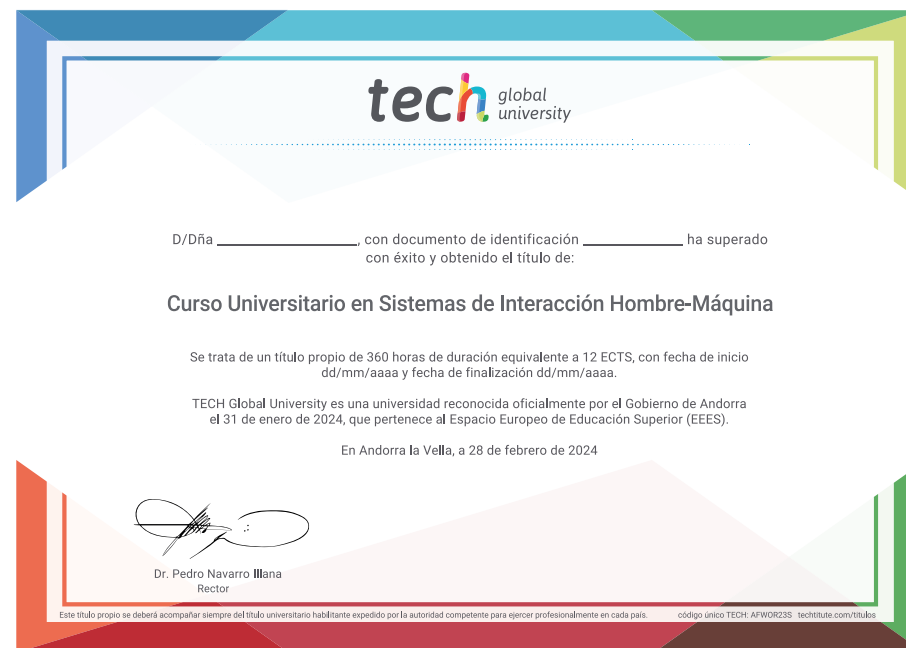 tech global university
D/Dña ____________________, con documento de identificación ______________ ha superado
con éxito y obtenido el título de:
Curso Universitario en Sistemas de Interacción Hombre-Máquina
Se trata de un título propio de 360 horas de duración equivalente a 12 ECTS, con fecha de inicio
dd/mm/aaaa y fecha de finalización dd/mm/aaaa.
TECH Global University es una universidad reconocida oficialmente por el Gobierno de Andorra
el 31 de enero de 2024, que pertenece al Espacio Europeo de Educación Superior (EEES).
En Andorra la Vella, a 28 de febrero de 2024
Dr. Pedro Navarro Illana
Rector
Este título propio se deberá acompañar siempre del título universitario habilitante expedido por la autoridad competente para ejercer profesionalmente en cada país. código único TECH: AFWOR23S techtitute.com/titulos